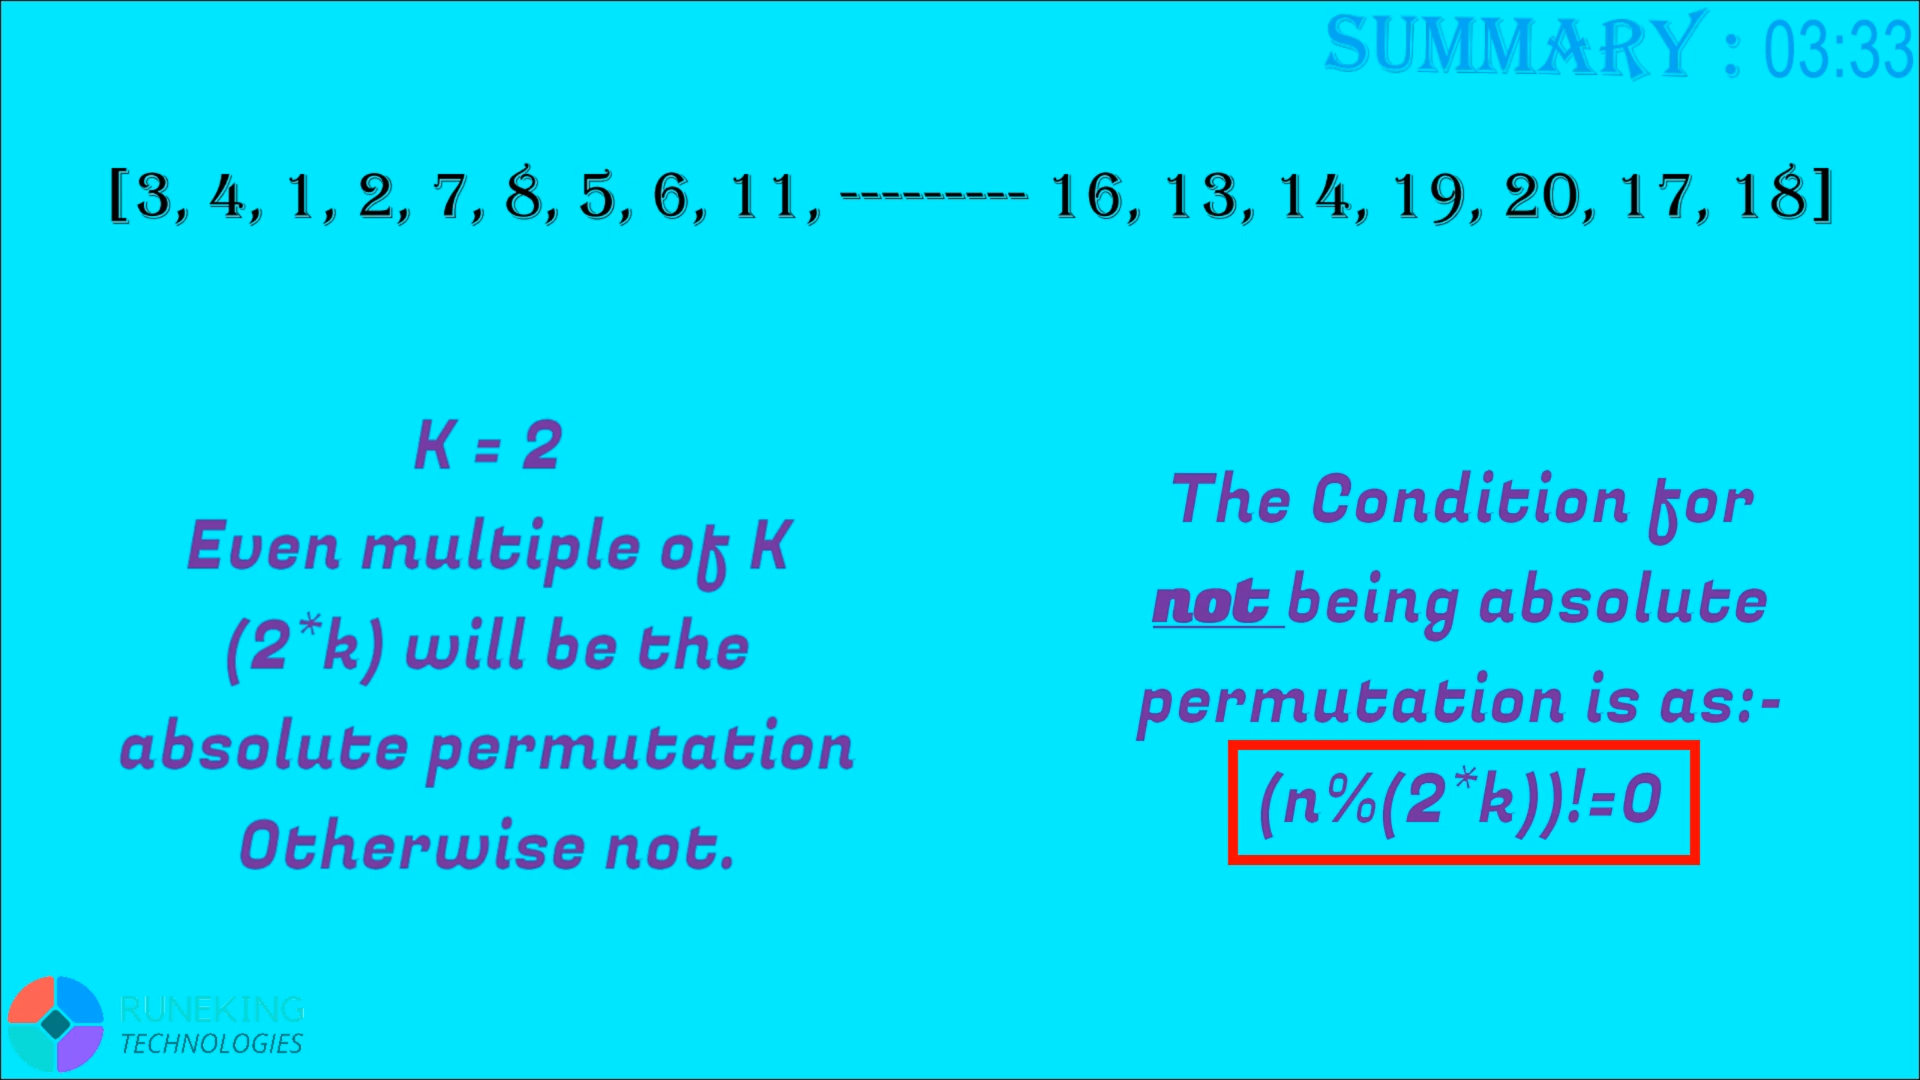 SUMMARY : 03:33
[3, 4, 1, 2, 7, 8, 5, 6, 11, --------- 16, 13, 14, 19, 20, 17, 18]
K = 2
Even multiple of K
(2*k) will be the
absolute permutation
Otherwise not.
The Condition for
not being absolute
permutation is as:-
(n%(2*k))!=0
RUNEKING
TECHNOLOGIES